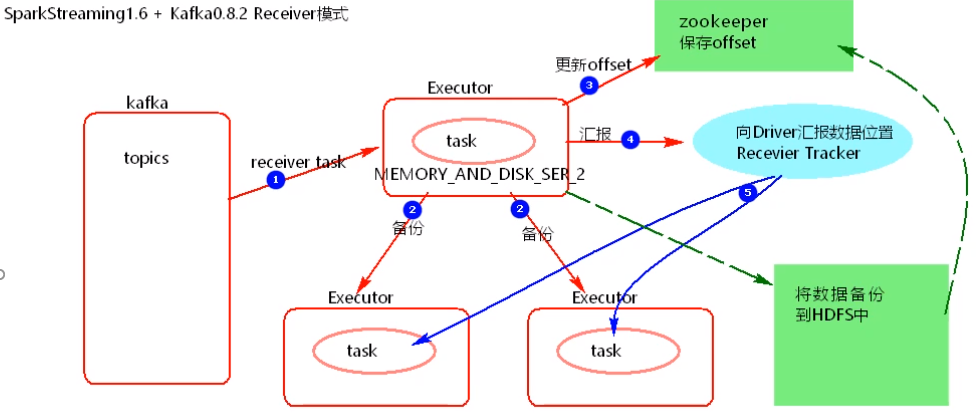 SparkStreaming1.6 + Kafka0.8.2 Receiver模式
zookeeper
保存offset
更新offset
3
Executor
kafka
task
汇报
4
向Driver汇报数据位置
Recevier Tracker
topics
receiver task
1
MEMORY_AND_DISK_SER_2
5
2
备份
2
备份
Executor
Executor
将数据备份
到HDFS中
task
task